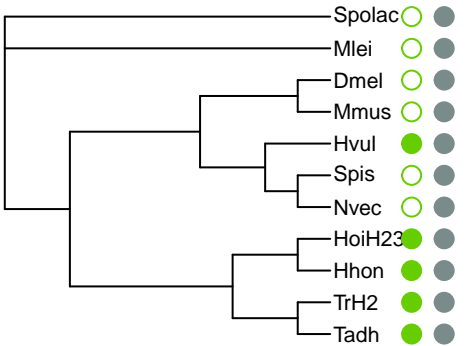 Spolac
Mlei
Dmel
Mmus
Hvul
Spis
Nvec
HoiH23
Hhon
TrH2
Tadh